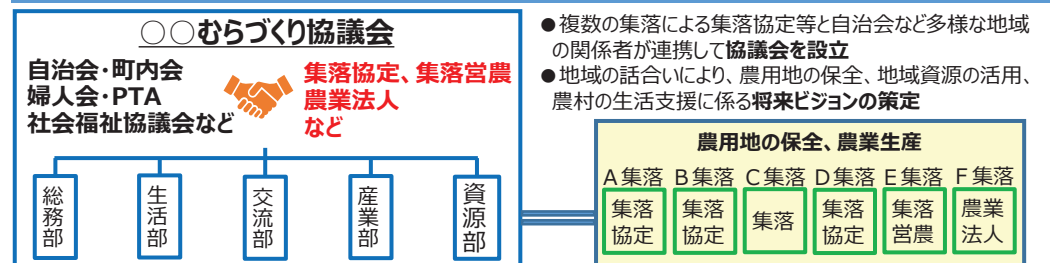 ○○むらづくり協議会
自治会・町内会
婦人会・PTA
社会福祉協議会など
集落協定、集落営農
農業法人
など
総務部
生活部
交流部
産業部
資源部
●複数の集落による集落協定等と自治会など多様な地域
の関係者が連携して協議会を設立
●地域の話合いにより、農用地の保全、地域資源の活用、
農村の生活支援に係る将来ビジョンの策定
農用地の保全、農業生産
A集落 B集落 C集落 D集落 E集落 F集落
集落
協定
集落
協定
集落
集落
協定
集落
営農
農業
法人